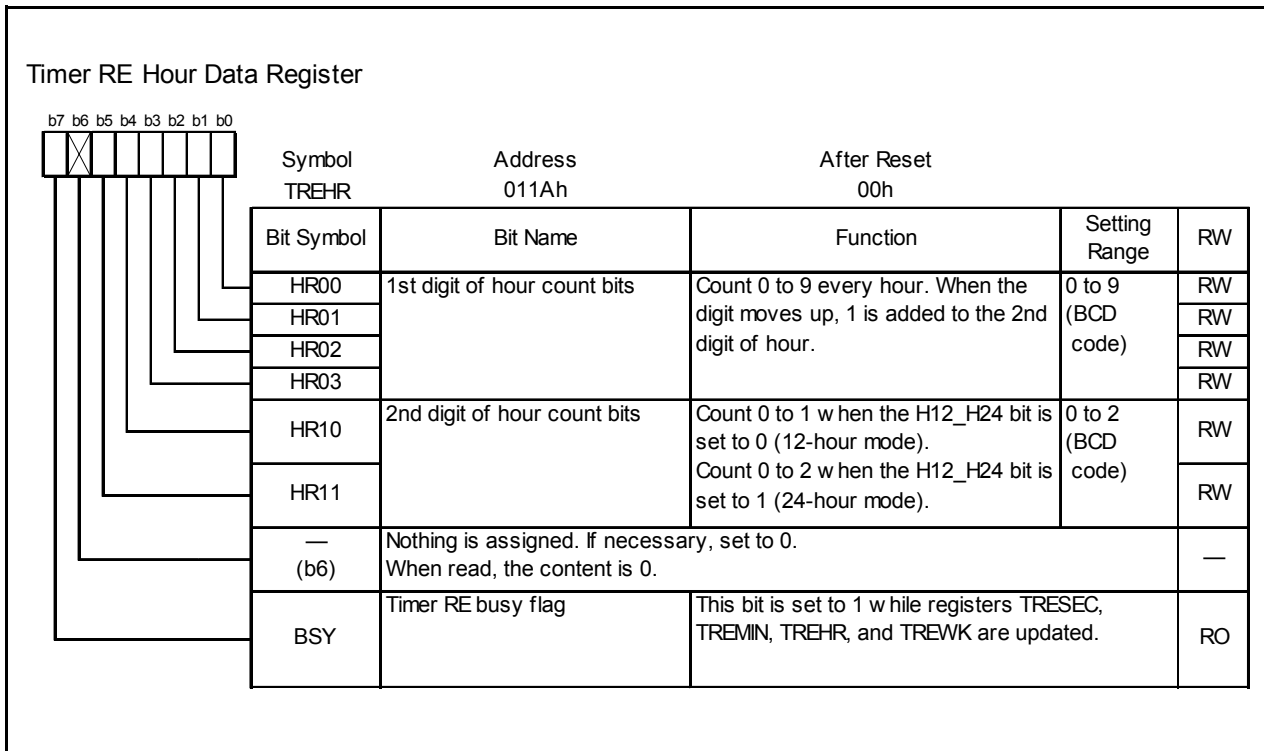 Timer RE Hour Data Register
b7 b6 b5 b4 b3 b2 b1 b0
Symbol Address After Reset
TREHR 011Ah 00h
Bit Symbol Bit Name Function Setting Range RW
HR00 1st digit of hour count bits Count 0 to 9 every hour. When the 0 to 9 RW
HR01 digit moves up, 1 is added to the 2nd (BCD RW
HR02 digit of hour. code) RW
HR03 RW
HR10 2nd digit of hour count bits Count 0 to 1 w hen the H12_H24 bit is 0 to 2 RW
set to 0 (12-hour mode). (BCD
HR11 Count 0 to 2 w hen the H12_H24 bit is code) RW
set to 1 (24-hour mode).
— Nothing is assigned. If necessary, set to 0. —
(b6) When read, the content is 0.
BSY Timer RE busy flag This bit is set to 1 w hile registers TRESEC, RO
TREMIN, TREHR, and TREWK are updated.